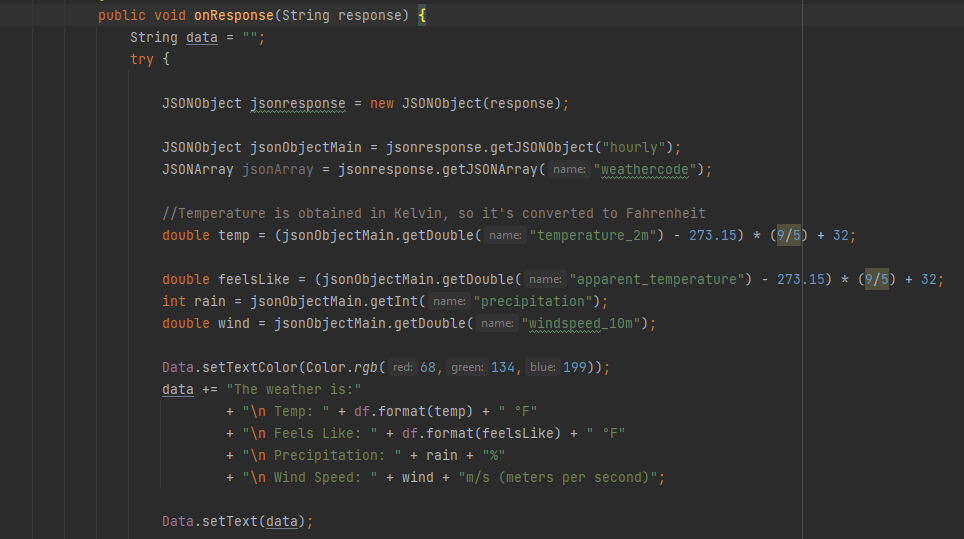 public void onResponse(String response) {
String data = "";
try {
JSONObject jsonresponse = new JSONObject(response);
JSONObject jsonObjectMain = jsonresponse.getJSONObject("hourly");
JSONArray jsonArray = jsonresponse.getJSONArray( name: "weathercode");
//Temperature is obtained in Kelvin, so it's converted to Fahrenheit
double temp = (jsonObjectMain.getDouble( name: "temperature_2m") - 273.15) * (9/5) + 32;
double feelsLike = (jsonObjectMain.getDouble( name: "apparent_temperature") - 273.15) * (9/5) + 32;
int rain = jsonObjectMain.getInt( name: "precipitation");
double wind = jsonObjectMain.getDouble( name: "windspeed_10m");
Data.setTextColor(Color.rgb( red: 68, green: 134, blue: 199));
data += "The weather is:"
+ "\n Temp: " + df.format(temp) + " °F"
+ "\n Feels Like: " + df.format(feelsLike) + " °F"
+ "\n Precipitation: " + rain + "%"
+ "\n Wind Speed: " + wind + "m/s (meters per second)";
Data.setText(data);